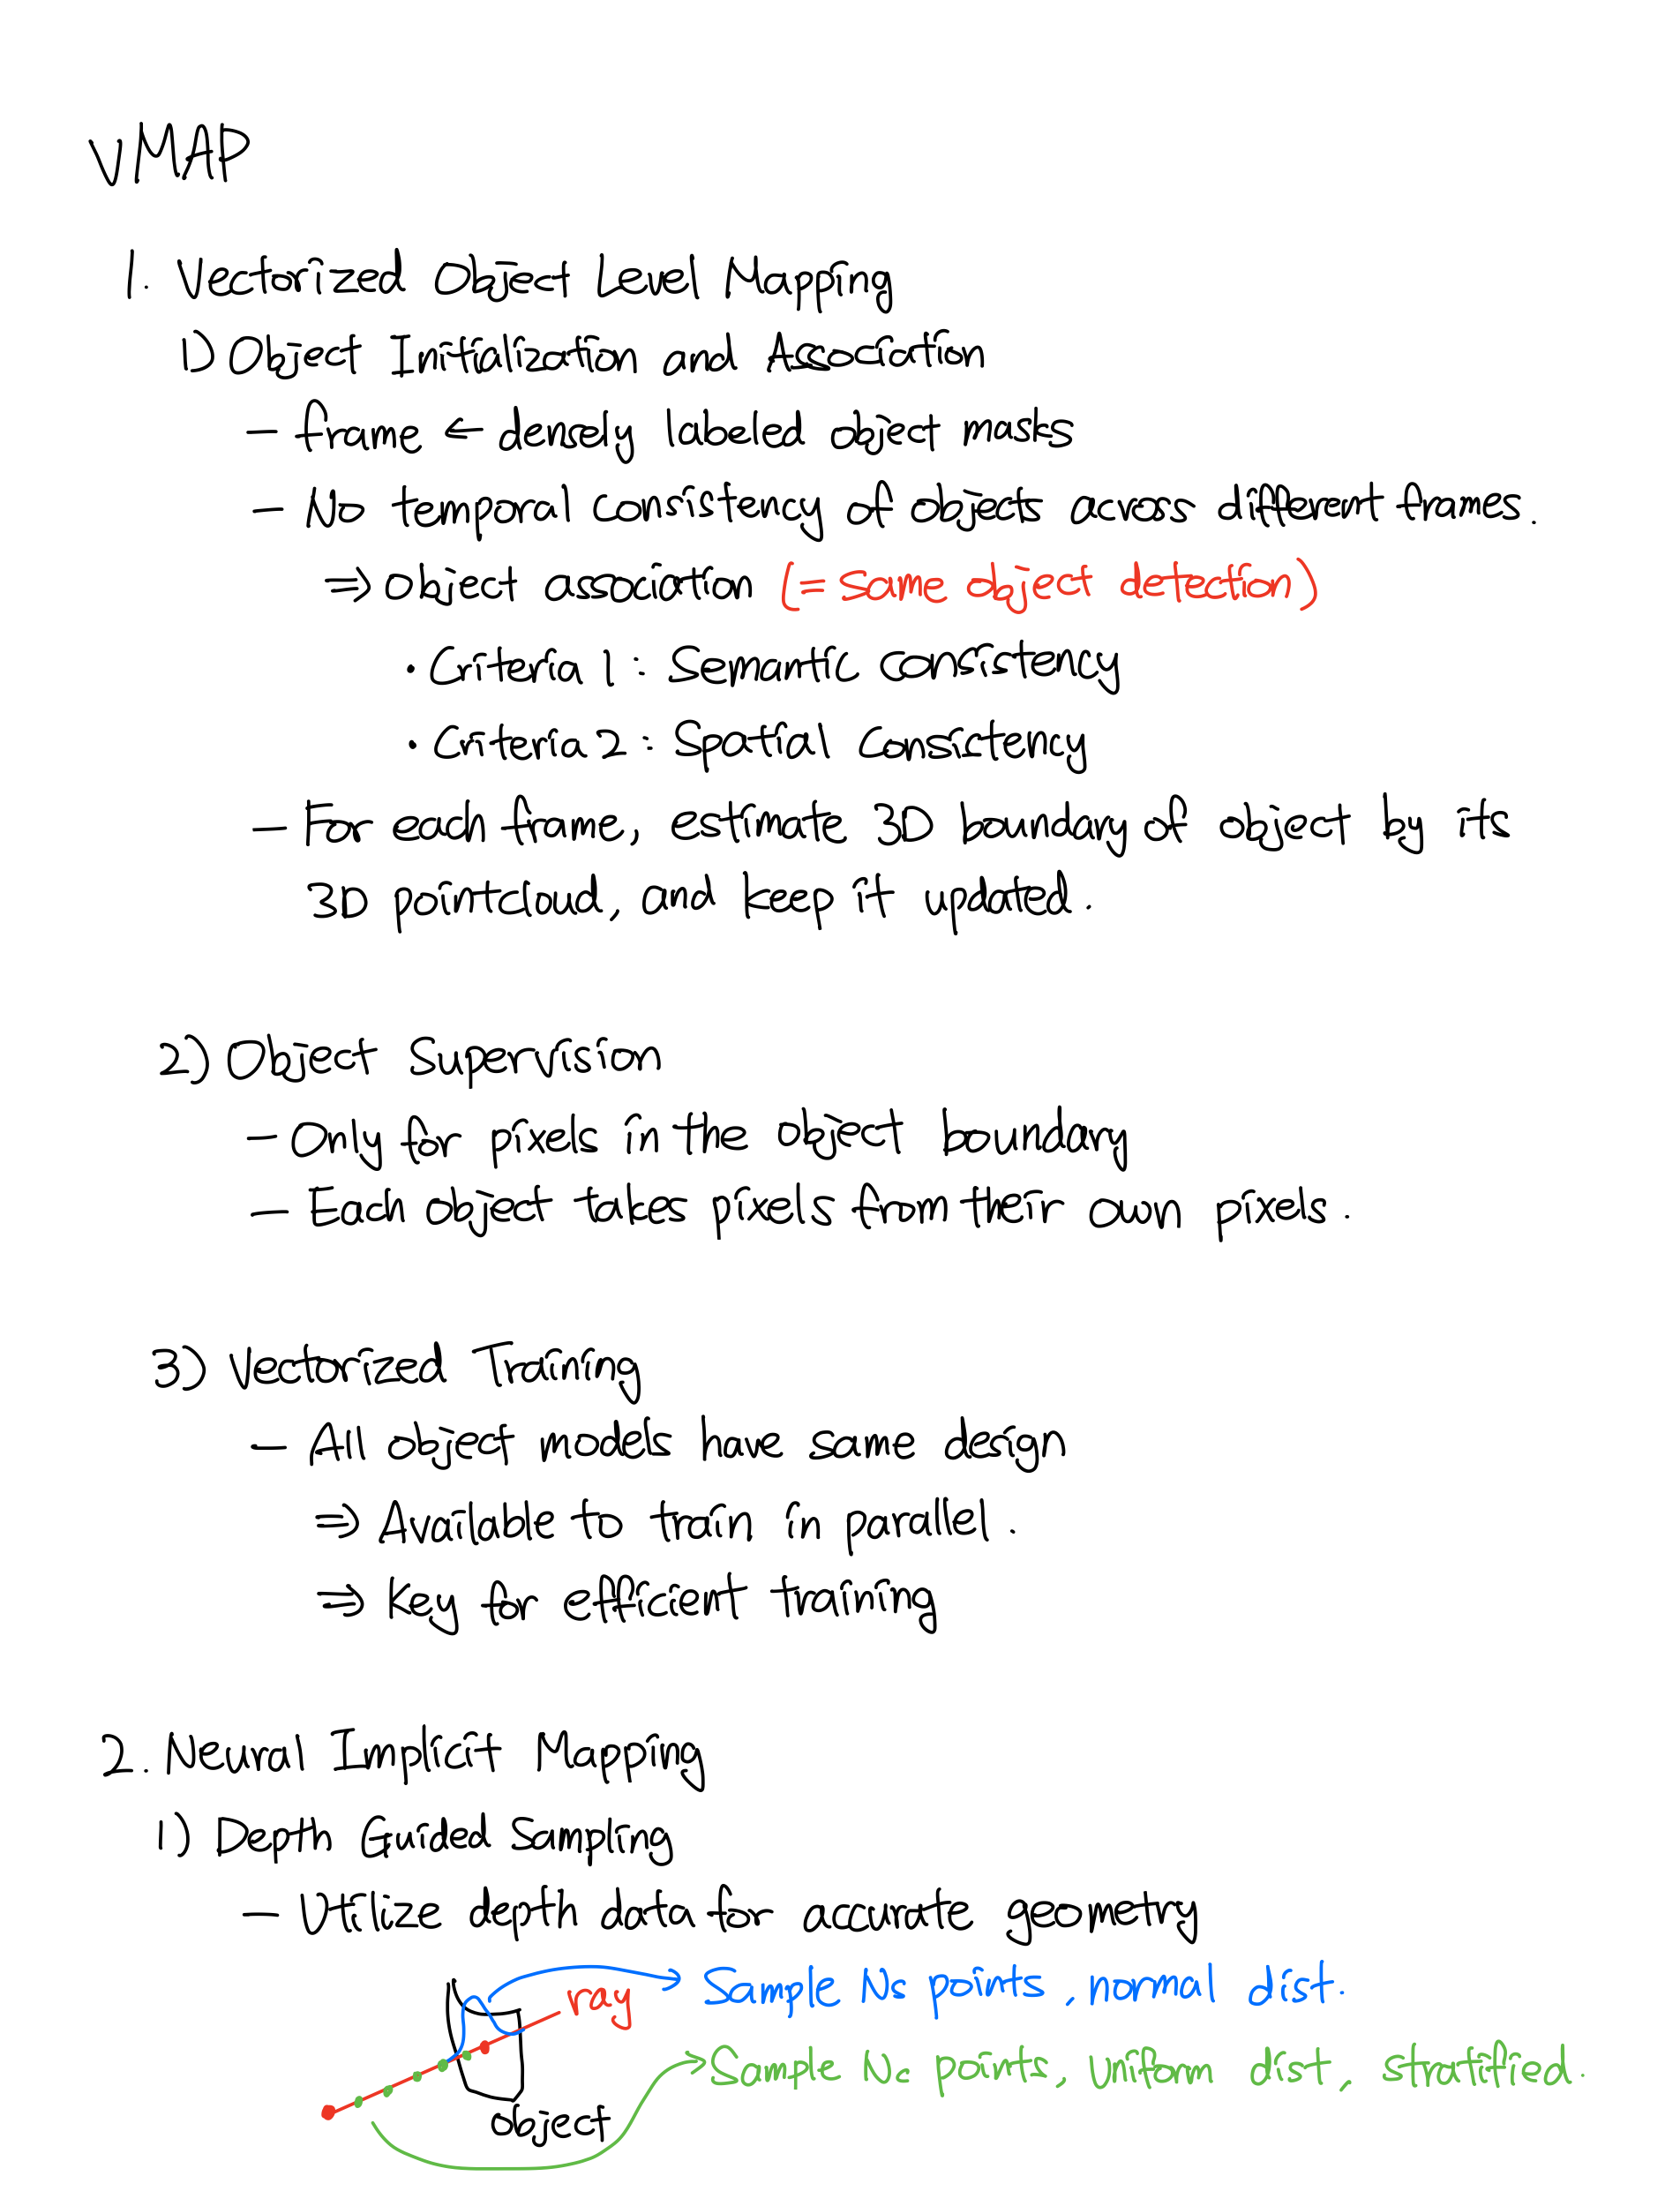 vMAP
1. Vectorized Object Level Mapping
1) Object Initialization and Association
- frame ← densely labeled object masks
- No temporal consistency of objects across different frames.
⇒ object association (= same object detection)
• Criteria 1 : Semantic consistency
• Criteria 2 : Spatial consistency
- For each frame, estimate 3D boundary of object by its
3D pointcloud, and keep it updated.
2) Object Supervision
- Only for pixels in the object boundary
- Each object takes pixels from their own pixels.
3) Vectorized Training
- All object models have same design
⇒ Available to train in parallel.
⇒ Key for efficient training
2. Neural Implicit Mapping
1) Depth Guided Sampling
- Utilize depth data for accurate geometry
ray
Sample Ns points, normal dist.
Sample Nc points, uniform dist, stratified.
object